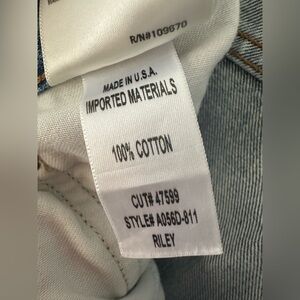 R/N#109670
MADE IN U.S.A.
IMPORTED MATERIALS
100% COTTON
CUT# 47599
STYLE# A056D-811
RILEY